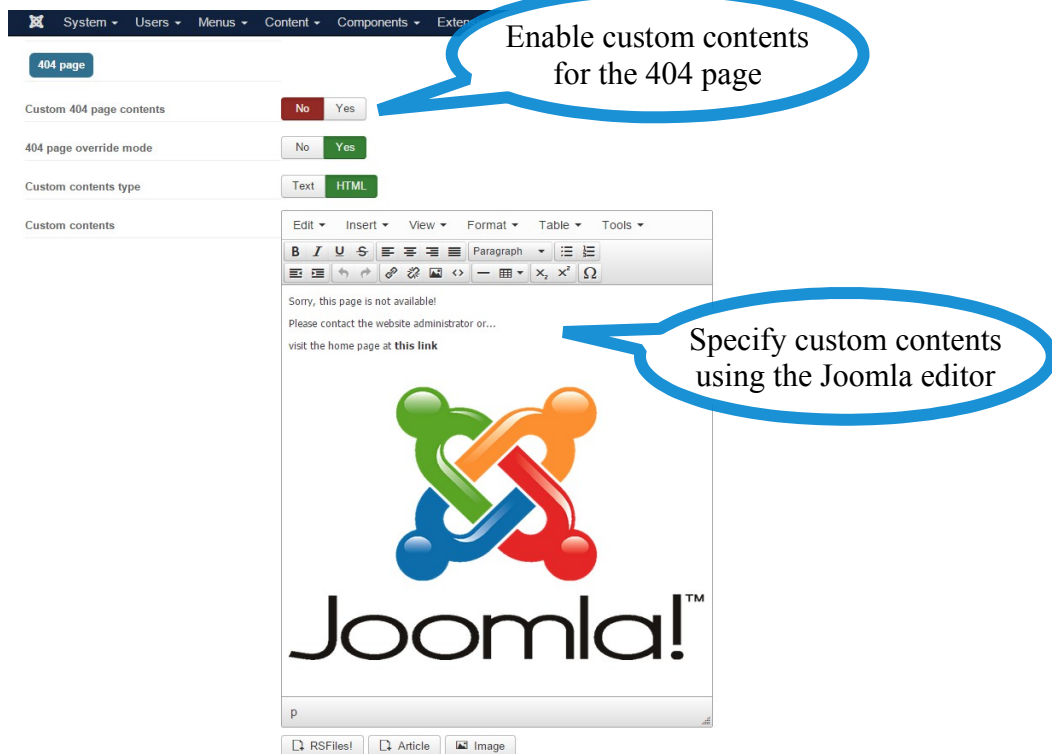 System Users Menus Content Components Exten
Enable custom contents
for the 404 page
404 page
Custom 404 page contents No Yes
404 page override mode No Yes
Custom contents type Text HTML
Custom contents
Edit Insert View Format Table Tools
B I U S Paragraph
X₂ X² Ω
Sorry, this page is not available!
Please contact the website administrator or...
visit the home page at this link
Specify custom contents
using the Joomla editor
Joomla!™
p
RSFiles! Article Image